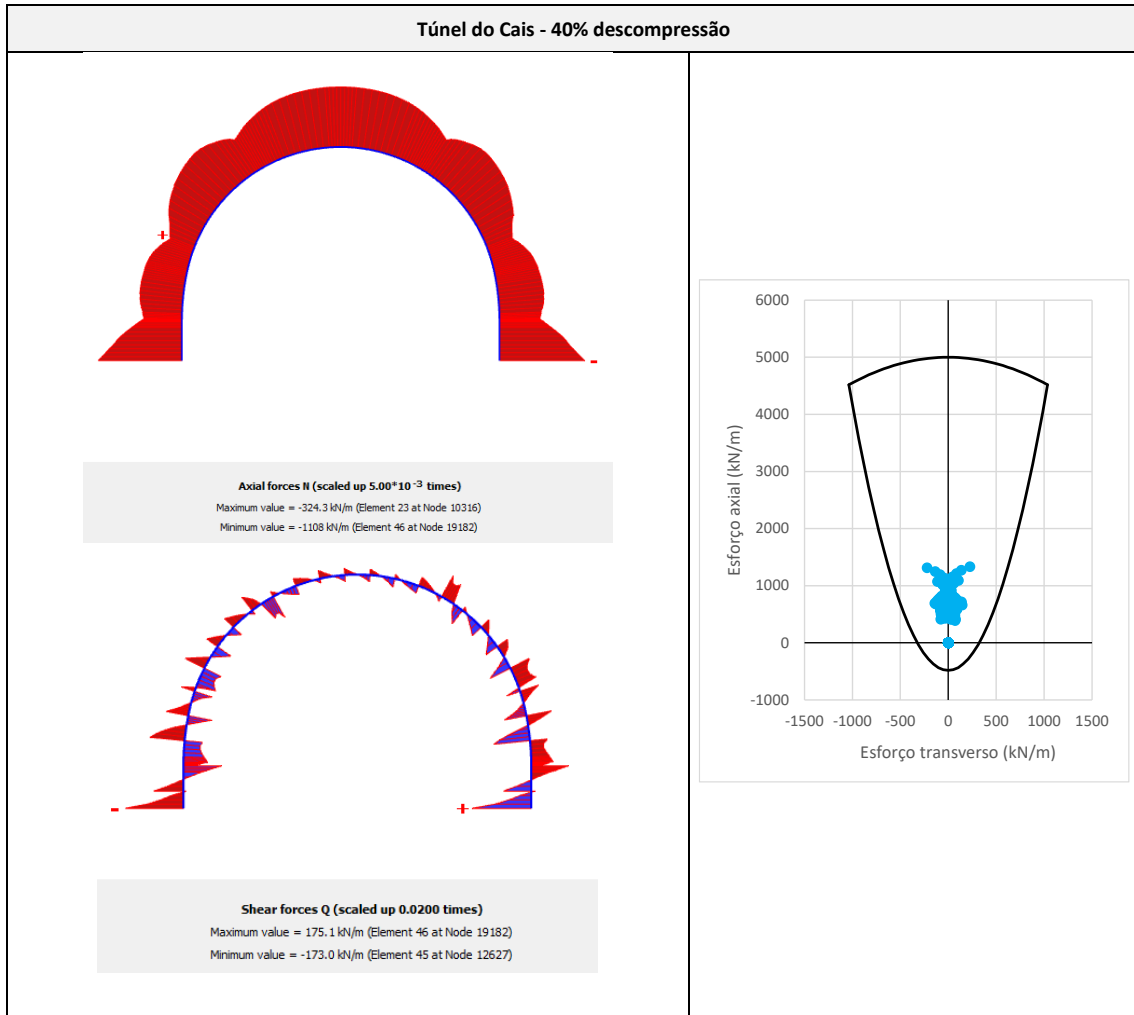 Túnel do Cais - 40% descompressão
+
-
Axial forces N (scaled up 5.00*10 -3 times)
Maximum value = -324.3 kN/m (Element 23 at Node 10316)
Minimum value = -1108 kN/m (Element 46 at Node 19182)
-
+
Shear forces Q (scaled up 0.0200 times)
Maximum value = 175.1 kN/m (Element 46 at Node 19182)
Minimum value = -173.0 kN/m (Element 45 at Node 12627)
Esforço axial (kN/m)
6000
5000
4000
3000
2000
1000
0
-1000
-1500 -1000 -500 0 500 1000 1500
Esforço transverso (kN/m)